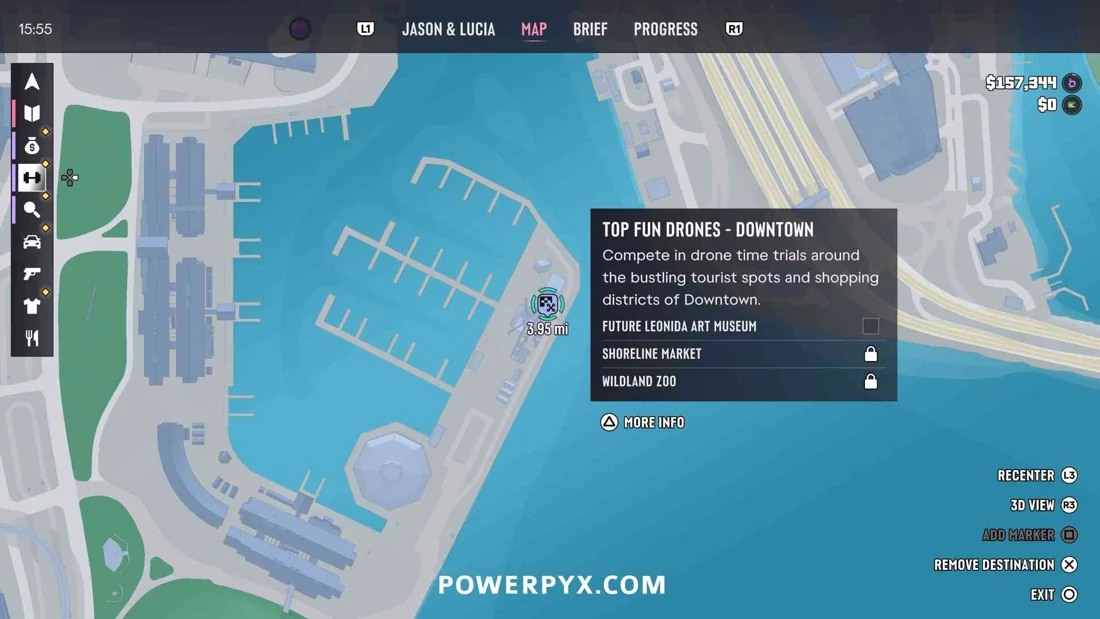 15:55
L1 JASON & LUCIA MAP BRIEF PROGRESS R1
$157,344
$0
TOP FUN DRONES - DOWNTOWN
Compete in drone time trials around
the bustling tourist spots and shopping
districts of Downtown.
FUTURE LEONIDA ART MUSEUM
SHORELINE MARKET
WILDLAND ZOO
MORE INFO
3.95 mi
RECENTER L3
3D VIEW R3
ADD MARKER
REMOVE DESTINATION
EXIT
POWERPYX.COM